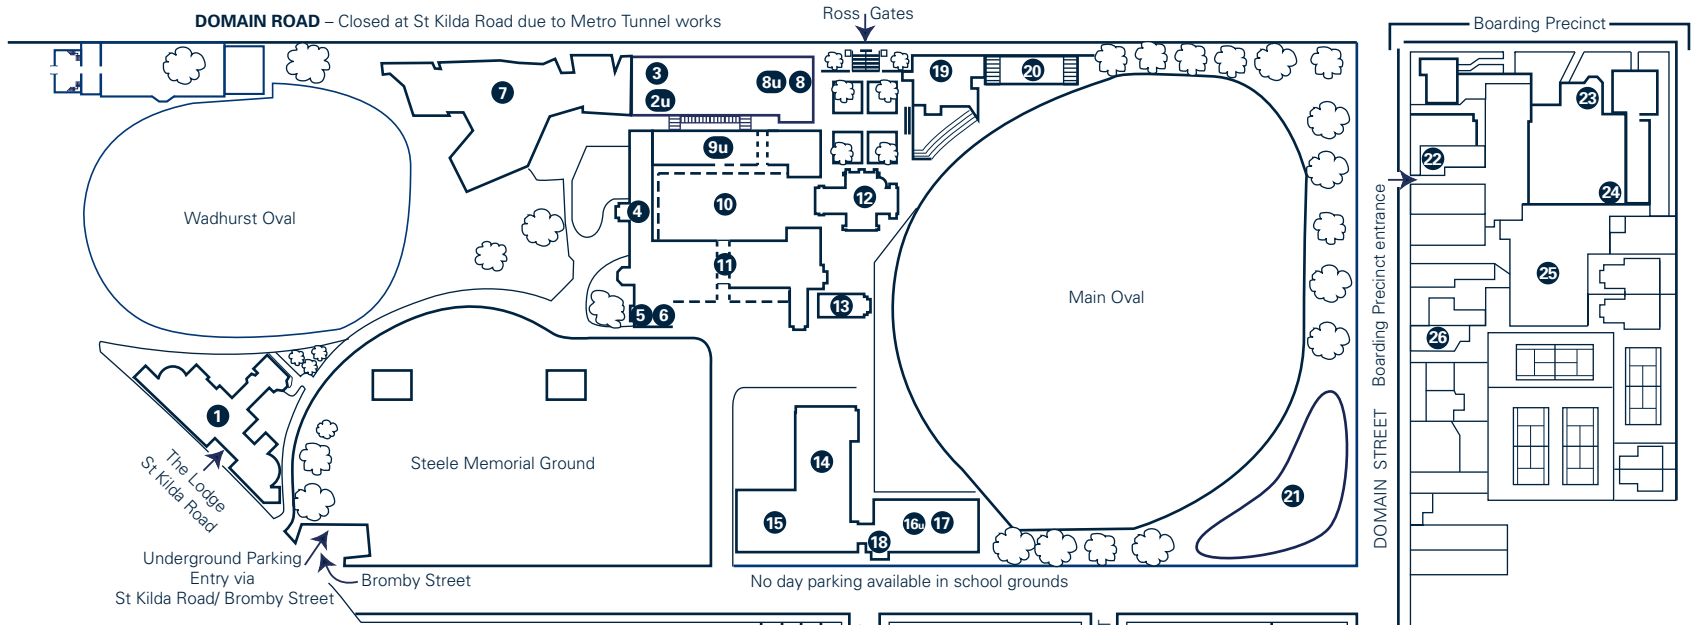 DOMAIN ROAD – Closed at St Kilda Road due to Metro Tunnel works
Ross Gates
Boarding Precinct
3
2u
8u 8
7
19
20
9u
4
10
12
11
13
5 6
Wadhurst Oval
Main Oval
1
The Lodge
St Kilda Road
Steele Memorial Ground
14
15
16u 17
18
21
Underground Parking
Entry via
St Kilda Road/ Bromby Street
Bromby Street
No day parking available in school grounds
DOMAIN STREET
Boarding Precinct entrance
22
23
24
25
26